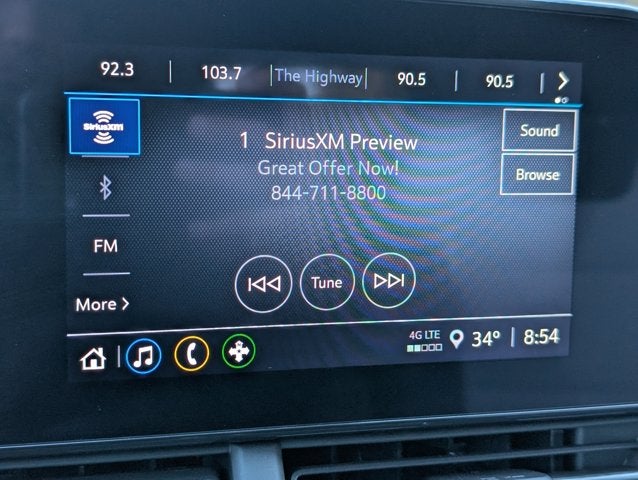 92.3 103.7 The Highway 90.5 90.5
SiriusXM
1 SiriusXM Preview
Great Offer Now!
844-711-8800
Sound
Browse
FM
More
Tune
4G LTE
34° 8:54